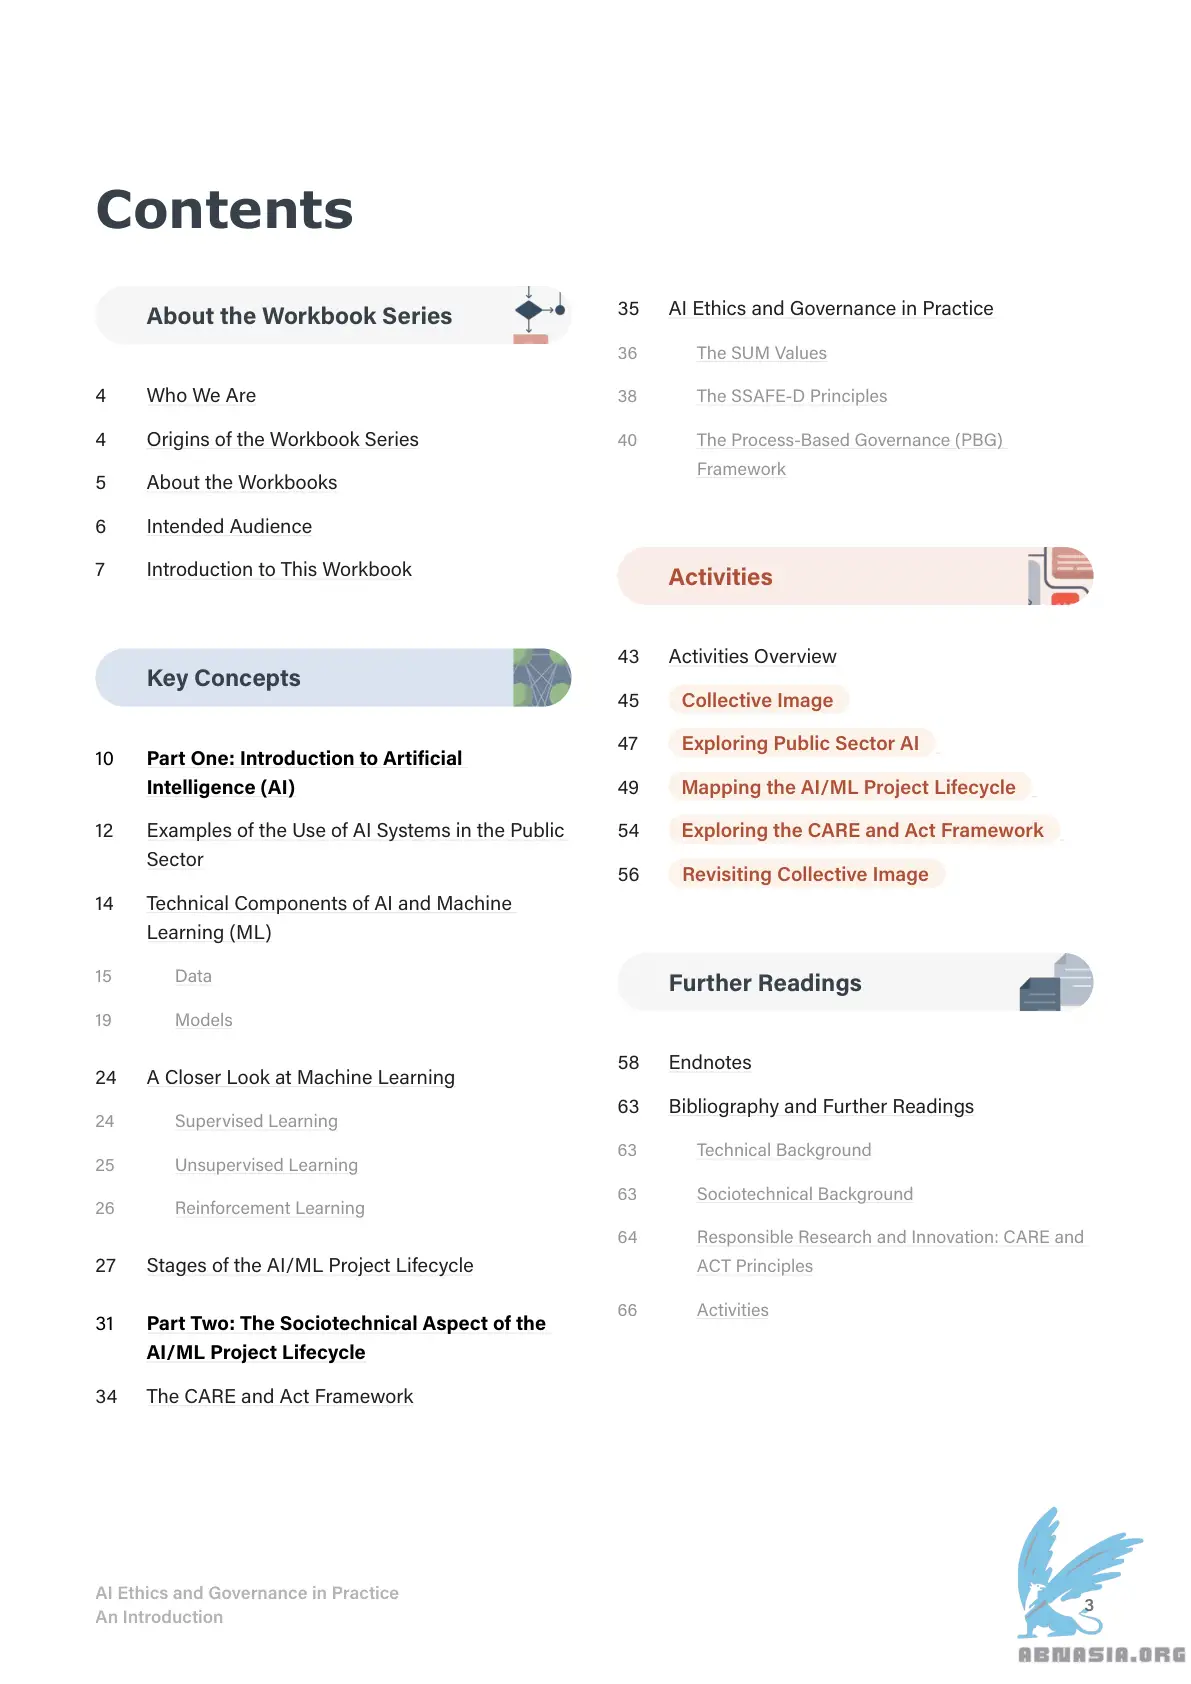 Contents
About the Workbook Series
4 Who We Are
4 Origins of the Workbook Series
5 About the Workbooks
6 Intended Audience
7 Introduction to This Workbook
Key Concepts
10 Part One: Introduction to Artificial
Intelligence (AI)
12 Examples of the Use of AI Systems in the Public
Sector
14 Technical Components of AI and Machine
Learning (ML)
15 Data
19 Models
24 A Closer Look at Machine Learning
24 Supervised Learning
25 Unsupervised Learning
26 Reinforcement Learning
27 Stages of the AI/ML Project Lifecycle
31 Part Two: The Sociotechnical Aspect of the
AI/ML Project Lifecycle
34 The CARE and Act Framework
35 AI Ethics and Governance in Practice
36 The SUM Values
38 The SSAFE-D Principles
40 The Process-Based Governance (PBG)
Framework
Activities
43 Activities Overview
45 Collective Image
47 Exploring Public Sector AI
49 Mapping the AI/ML Project Lifecycle
54 Exploring the CARE and Act Framework
56 Revisiting Collective Image
Further Readings
58 Endnotes
63 Bibliography and Further Readings
63 Technical Background
63 Sociotechnical Background
64 Responsible Research and Innovation: CARE and
ACT Principles
66 Activities
AI Ethics and Governance in Practice
An Introduction
3
ABNASIA.ORG